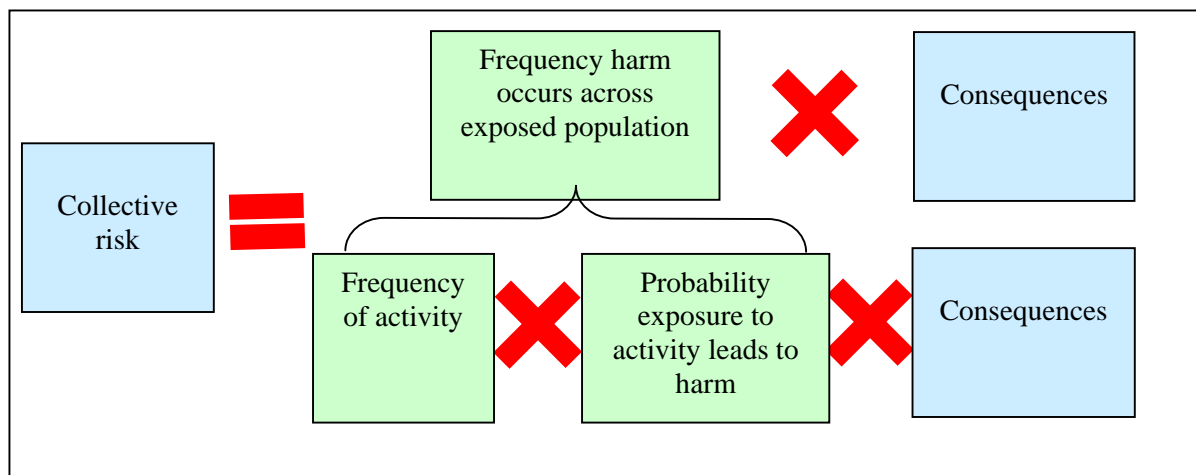 Frequency harm
occurs across
exposed population
Consequences
Collective
risk
Frequency
of activity
Probability
exposure to
activity leads to
harm
Consequences